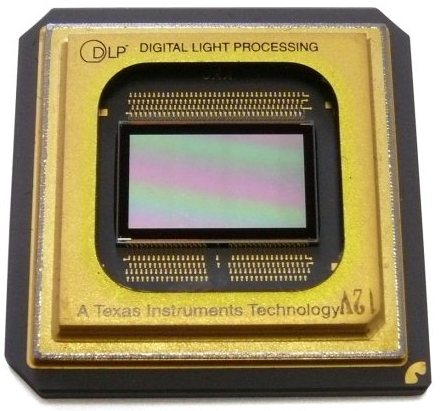 DLP DIGITAL LIGHT PROCESSING
A TEXAS INSTRUMENTS TECHNOLOGY